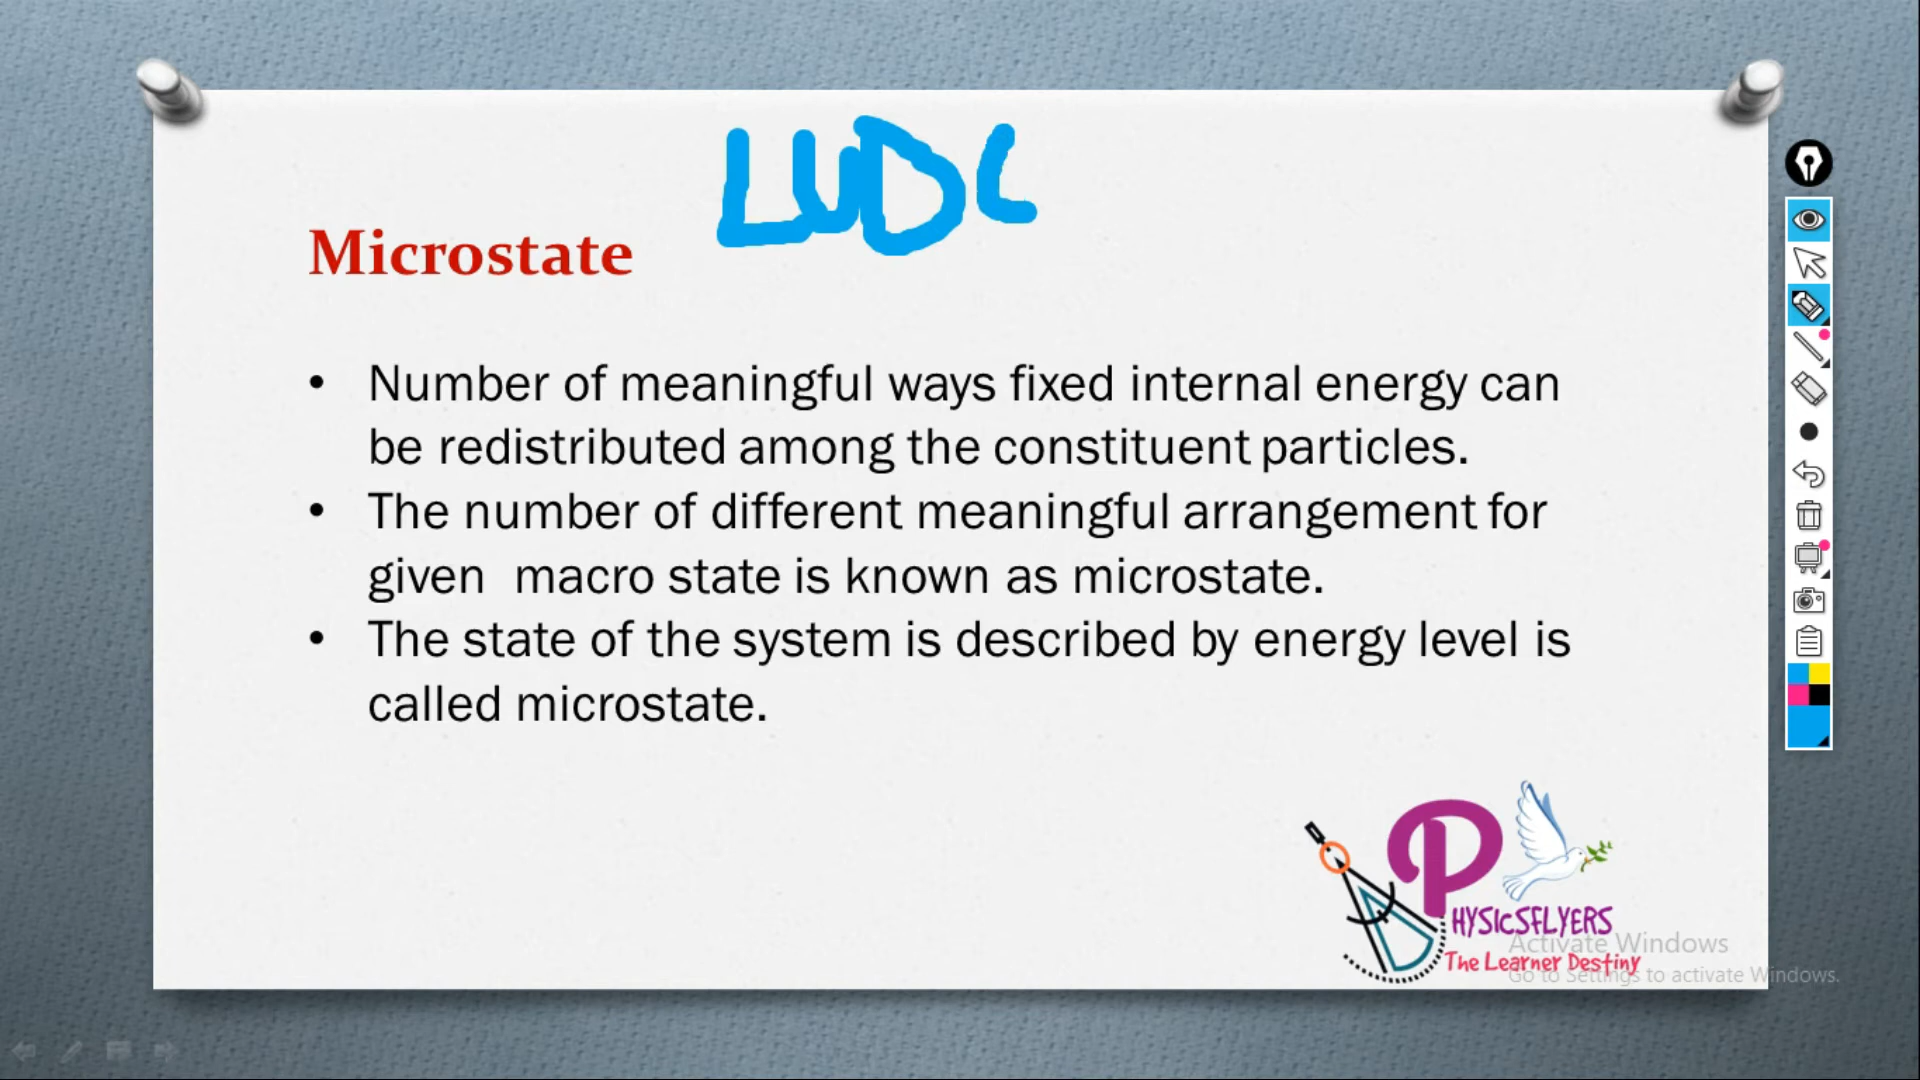 LUDC
Microstate
• Number of meaningful ways fixed internal energy can
be redistributed among the constituent particles.
• The number of different meaningful arrangement for
given macro state is known as microstate.
• The state of the system is described by energy level is
called microstate.
PHYSICSFLYERS
The Learner Destiny
Activate Windows
Go to Settings to activate Windows.